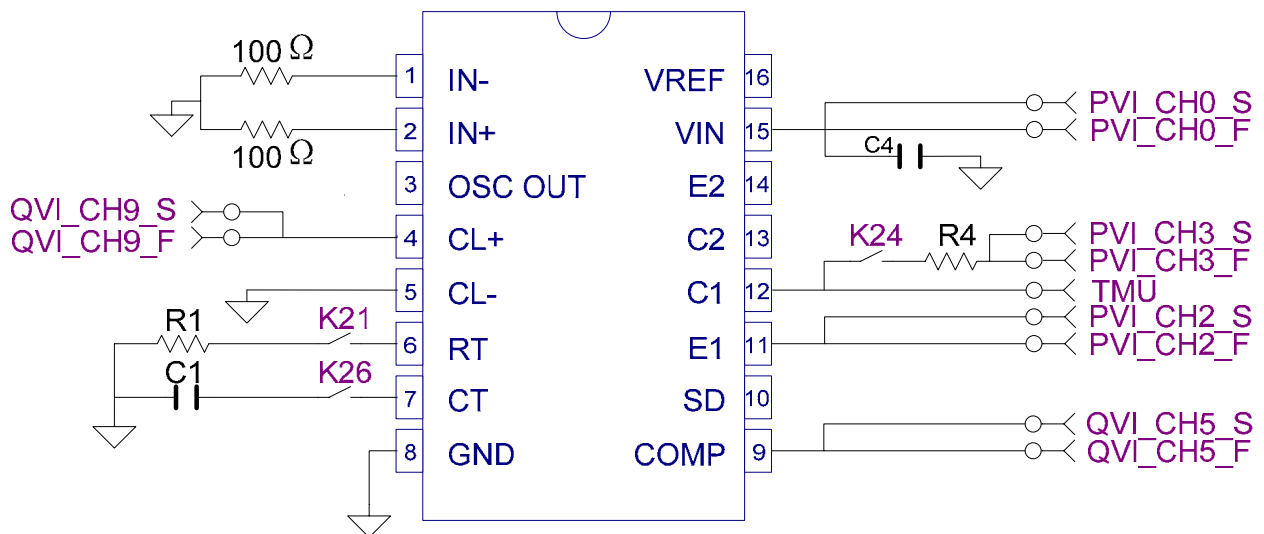 100 Ω
1 IN- VREF 16
PVI_CH0_S
2 IN+ VIN 15
PVI_CH0_F
100 Ω
C4
3 OSC OUT E2 14
QVI_CH9_S
QVI_CH9_F
4 CL+ C2 13
K24 R4
PVI_CH3_S
PVI_CH3_F
5 CL- C1 12
TMU
R1 K21
PVI_CH2_S
6 RT E1 11
PVI_CH2_F
C1 K26
7 CT SD 10
QVI_CH5_S
8 GND COMP 9
QVI_CH5_F